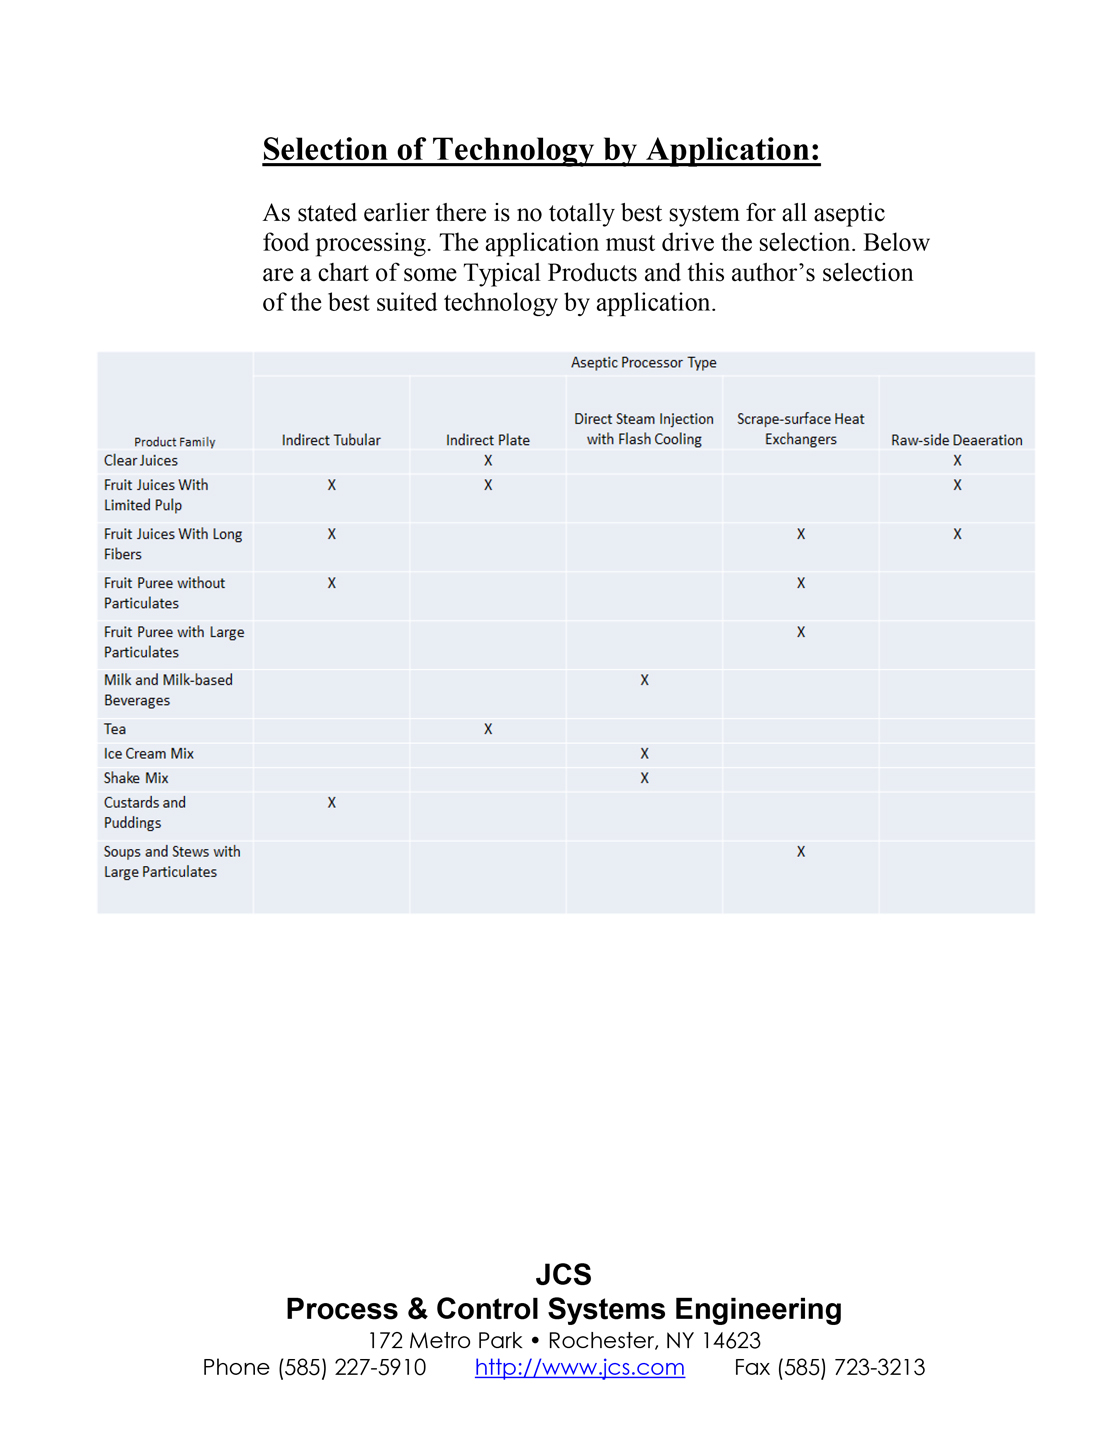 Selection of Technology by Application:
As stated earlier there is no totally best system for all aseptic
food processing. The application must drive the selection. Below
are a chart of some Typical Products and this author’s selection
of the best suited technology by application.
Aseptic Processor Type
Product Family Indirect Tubular Indirect Plate Direct Steam Injection with Flash Cooling Scrape-surface Heat Exchangers Raw-side Deaeration
Clear Juices X X
Fruit Juices With X X X
Limited Pulp
Fruit Juices With Long X X X
Fibers
Fruit Puree without X X
Particulates
Fruit Puree with Large X
Particulates
Milk and Milk-based X
Beverages
Tea X
Ice Cream Mix X
Shake Mix X
Custards and X
Puddings
Soups and Stews with X
Large Particulates
JCS
Process & Control Systems Engineering
172 Metro Park • Rochester, NY 14623
Phone (585) 227-5910 http://www.jcs.com Fax (585) 723-3213